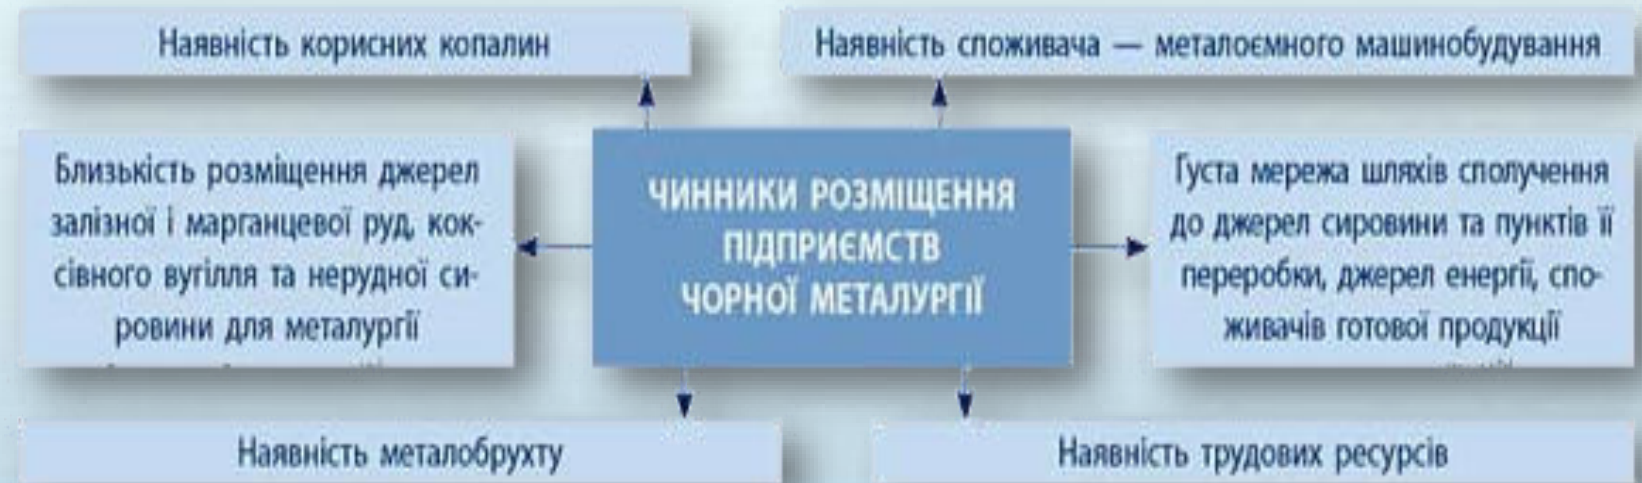 Наявність корисних копалин
Наявність споживача — металоємного машинобудування
Близькість розміщення джерел
залізної і марганцевої руд, кок-
сівного вугілля та нерудної си-
ровини для металургії
ЧИННИКИ РОЗМІЩЕННЯ
ПІДПРИЄМСТВ
ЧОРНОЇ МЕТАЛУРГІЇ
Густа мережа шляхів сполучення
до джерел сировини та пунктів її
переробки, джерел енергії, спо-
живачів готової продукції
Наявність металобрухту
Наявність трудових ресурсів